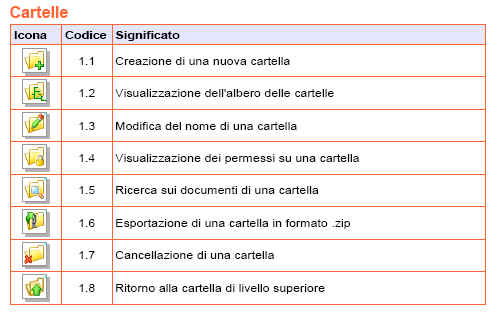 Cartelle
Icona Codice Significato
1.1 Creazione di una nuova cartella
1.2 Visualizzazione dell'albero delle cartelle
1.3 Modifica del nome di una cartella
1.4 Visualizzazione dei permessi su una cartella
1.5 Ricerca sui documenti di una cartella
1.6 Esportazione di una cartella in formato .zip
1.7 Cancellazione di una cartella
1.8 Ritorno alla cartella di livello superiore